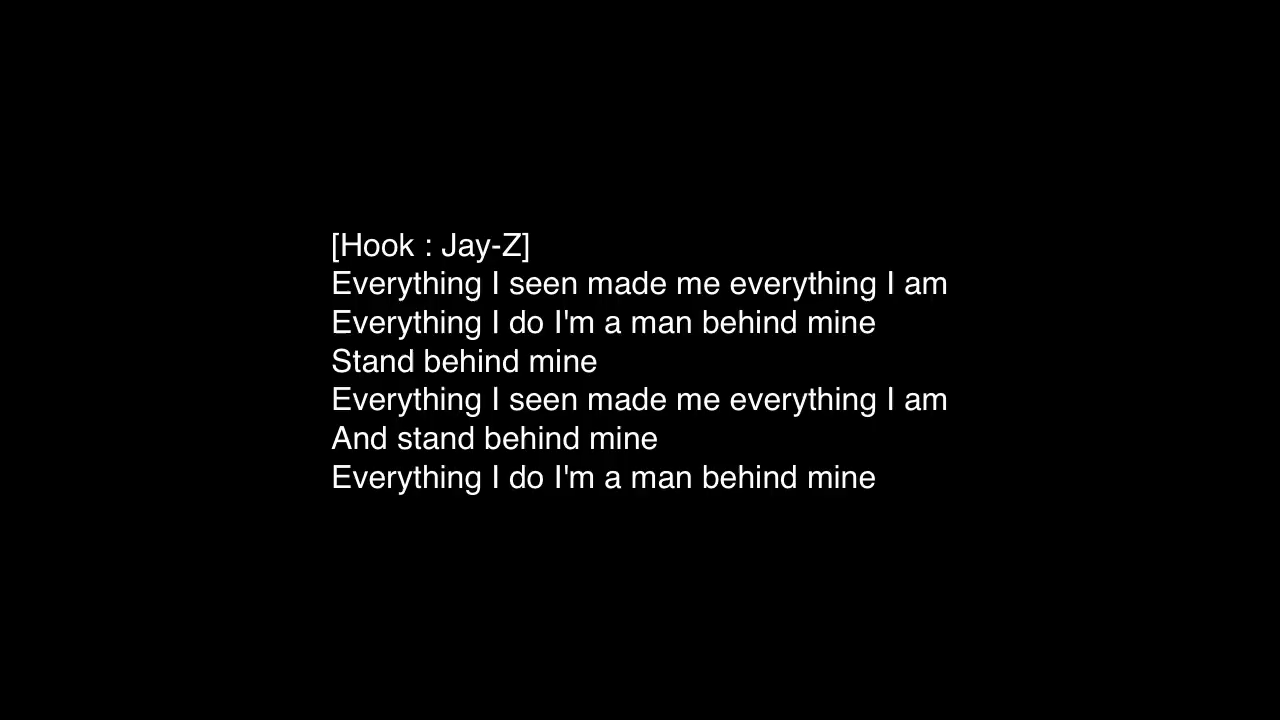 [Hook : Jay-Z]
Everything I seen made me everything I am
Everything I do I'm a man behind mine
Stand behind mine
Everything I seen made me everything I am
And stand behind mine
Everything I do I'm a man behind mine